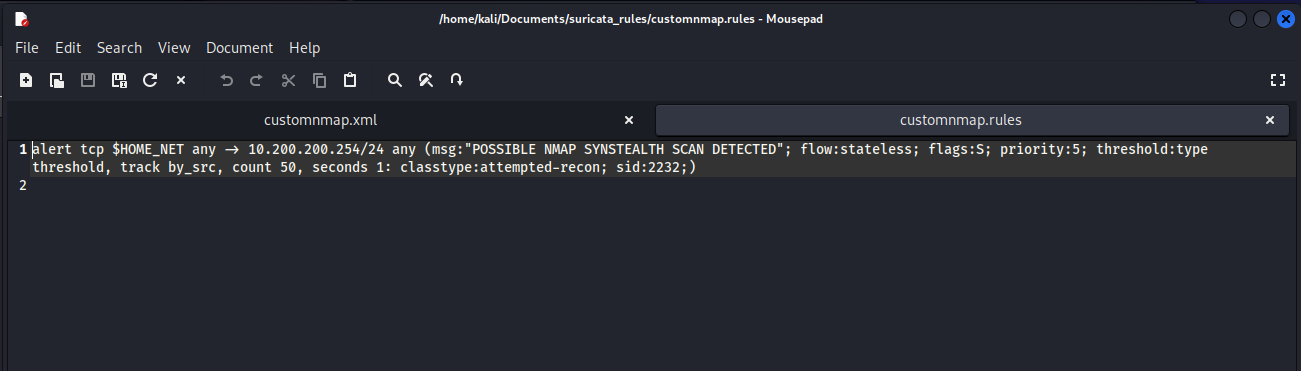 /home/kali/Documents/suricata_rules/customnmap.rules - Mousepad
File Edit Search View Document Help
customnmap.xml customnmap.rules
1 alert tcp $HOME_NET any -> 10.200.200.254/24 any (msg:"POSSIBLE NMAP SYNSTEALTH SCAN DETECTED"; flow:stateless; flags:S; priority:5; threshold:type
threshold, track by_src, count 50, seconds 1: classtype:attempted-recon; sid:2232;)
2